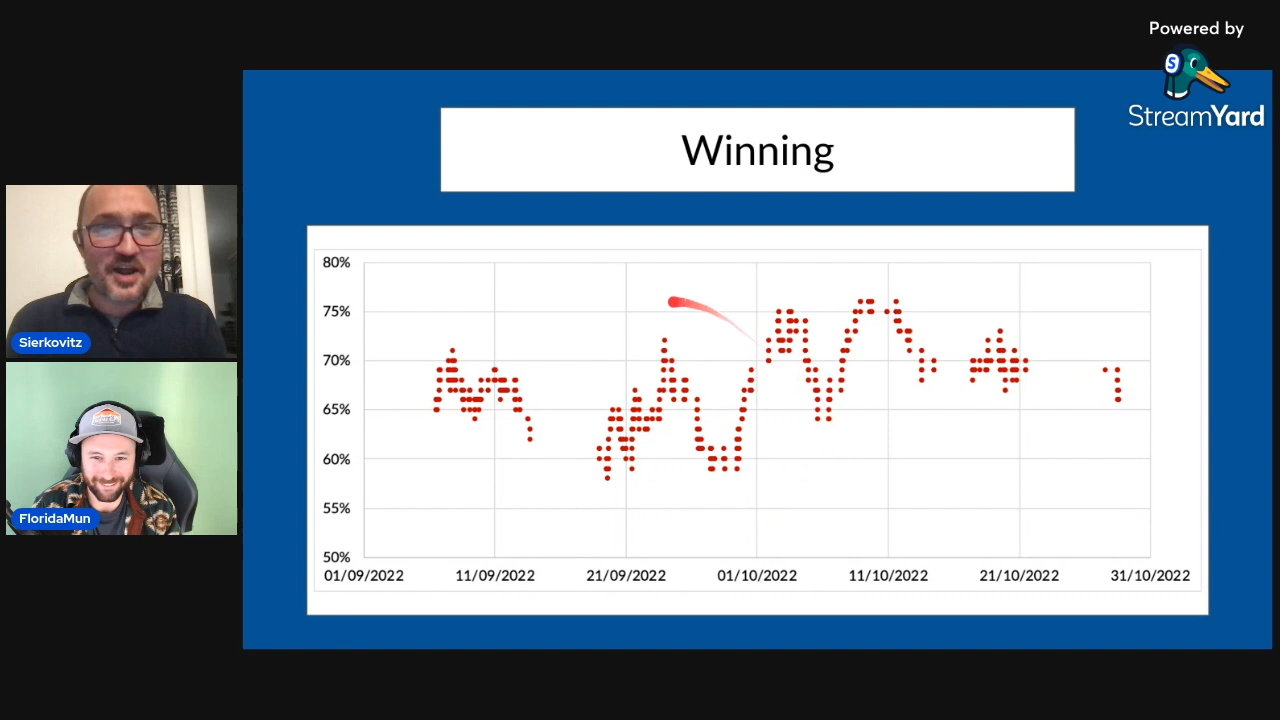 Powered by
StreamYard
Winning
80%
75%
70%
65%
60%
55%
50%
01/09/2022 11/09/2022 21/09/2022 01/10/2022 11/10/2022 21/10/2022 31/10/2022
Sierkovitz
FloridaMun